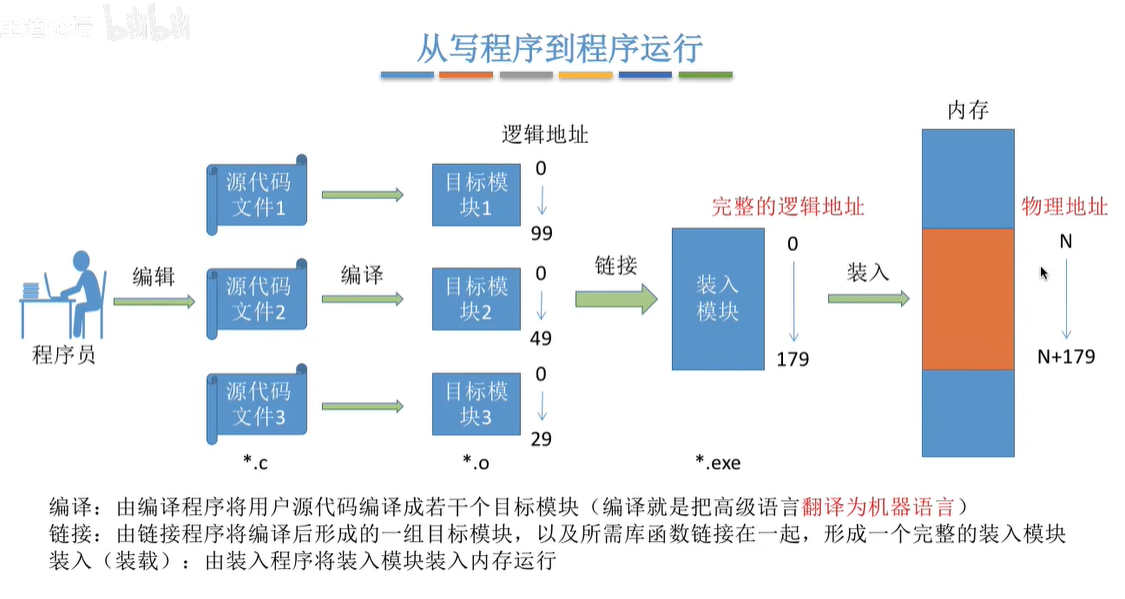 王道论坛 bilibili
从写程序到程序运行
内存
逻辑地址
源代码
文件1
目标模
块1
0
99
完整的逻辑地址
物理地址
编辑
源代码
文件2
编译
目标模
块2
0
49
链接
装入
模块
0
179
装入
N
N+179
程序员
源代码
文件3
目标模
块3
0
29
*.c
*.o
*.exe
编译：由编译程序将用户源代码编译成若干个目标模块（编译就是把高级语言翻译为机器语言）
链接：由链接程序将编译后形成的一组目标模块，以及所需库函数链接在一起，形成一个完整的装入模块
装入（装载）：由装入程序将装入模块装入内存运行